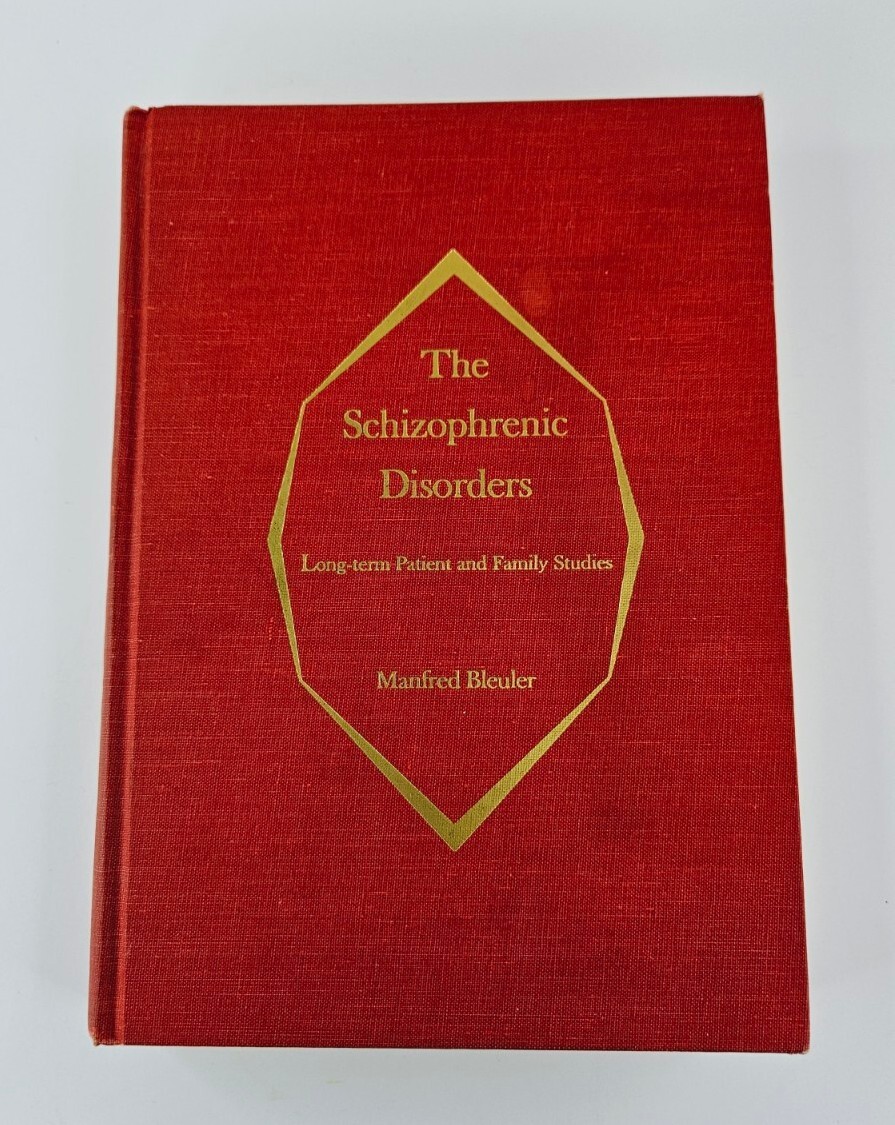 The
Schizophrenic
Disorders
Long-term Patient and Family Studies
Manfred Bleuler